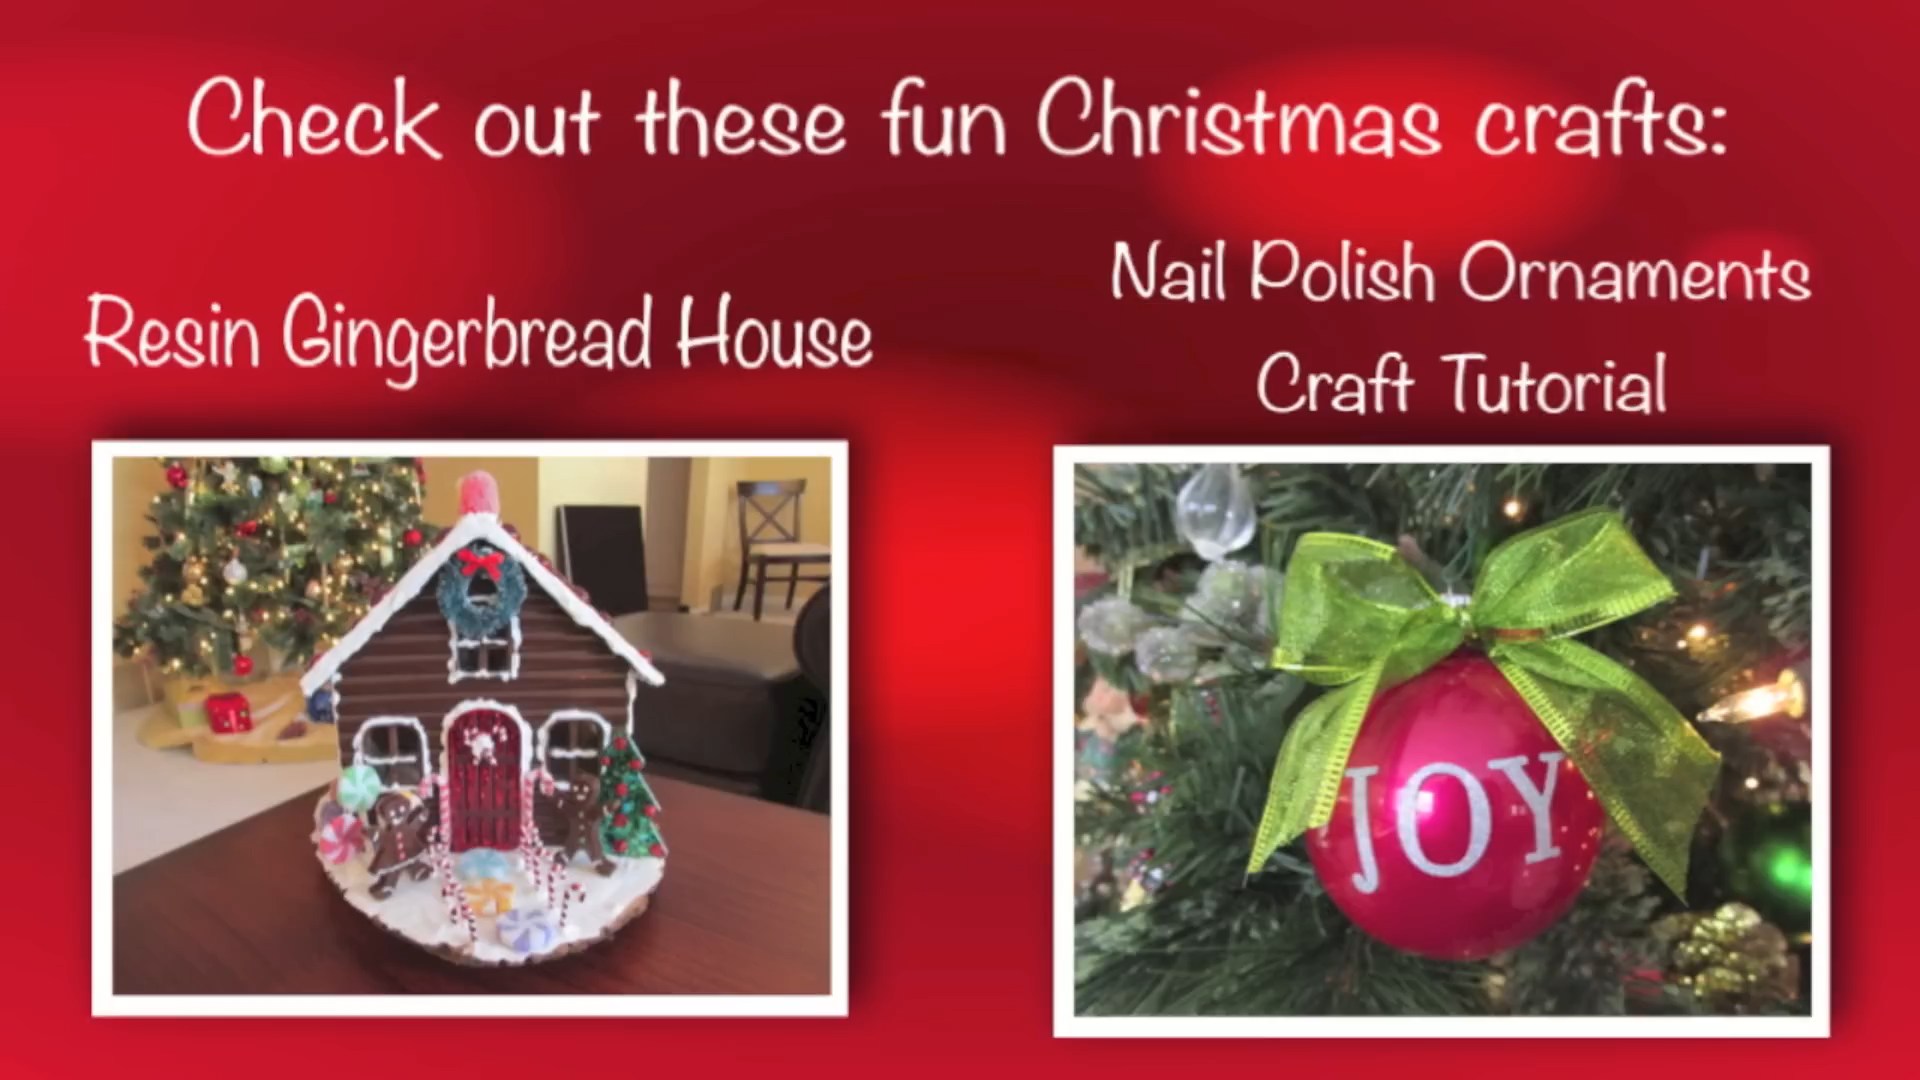 Check out these fun Christmas crafts:
Resin Gingerbread House
Nail Polish Ornaments
Craft Tutorial
JOY